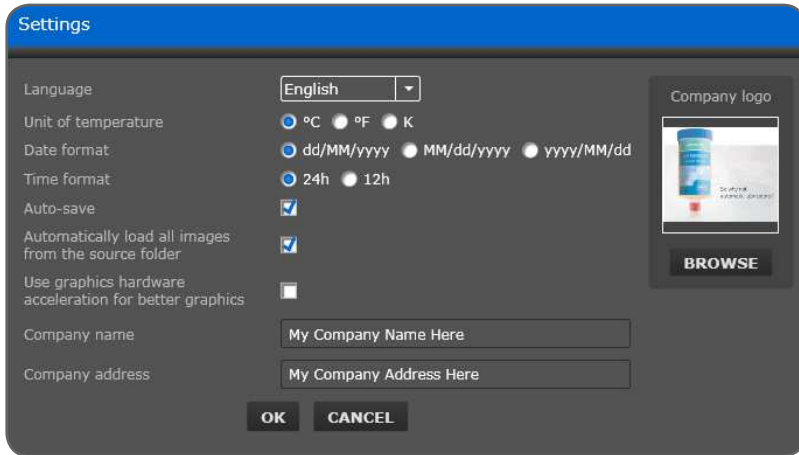 Settings
Language
English
Company logo
Unit of temperature
ºC ºF K
Date format
dd/MM/yyyy MM/dd/yyyy yyyy/MM/dd
Time format
24h 12h
Auto-save
Automatically load all images
from the source folder
BROWSE
Use graphics hardware
acceleration for better graphics
Company name
My Company Name Here
Company address
My Company Address Here
OK CANCEL